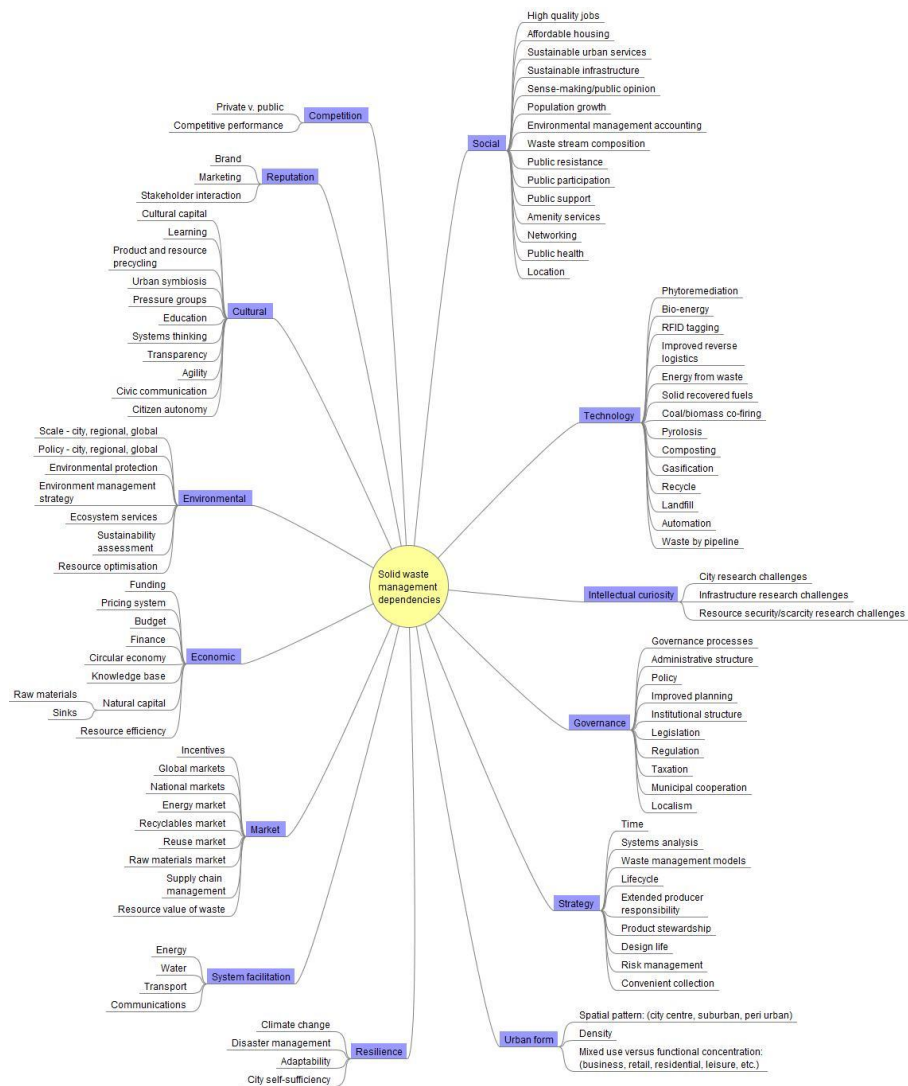 Solid waste
management
dependencies
Competition
Private v. public
Competitive performance
Reputation
Brand
Marketing
Stakeholder interaction
Cultural
Cultural capital
Learning
Product and resource
precycling
Urban symbiosis
Pressure groups
Education
Systems thinking
Transparency
Agility
Civic communication
Citizen autonomy
Environmental
Scale - city, regional, global
Policy - city, regional, global
Environmental protection
Environment management
strategy
Ecosystem services
Sustainability
assessment
Resource optimisation
Economic
Funding
Pricing system
Budget
Finance
Circular economy
Knowledge base
Natural capital
Raw materials
Sinks
Resource efficiency
Market
Incentives
Global markets
National markets
Energy market
Recyclables market
Reuse market
Raw materials market
Supply chain
management
Resource value of waste
System facilitation
Energy
Water
Transport
Communications
Resilience
Climate change
Disaster management
Adaptability
City self-sufficiency
Social
High quality jobs
Affordable housing
Sustainable urban services
Sustainable infrastructure
Sense-making/public opinion
Population growth
Environmental management accounting
Waste stream composition
Public resistance
Public participation
Public support
Amenity services
Networking
Public health
Location
Technology
Phytoremediation
Bio-energy
RFID tagging
Improved reverse
logistics
Energy from waste
Solid recovered fuels
Coal/biomass co-firing
Pyrolosis
Composting
Gasification
Recycle
Landfill
Automation
Waste by pipeline
Intellectual curiosity
City research challenges
Infrastructure research challenges
Resource security/scarcity research challenges
Governance
Governance processes
Administrative structure
Policy
Improved planning
Institutional structure
Legislation
Regulation
Taxation
Municipal cooperation
Localism
Strategy
Time
Systems analysis
Waste management models
Lifecycle
Extended producer
responsibility
Product stewardship
Design life
Risk management
Convenient collection
Urban form
Spatial pattern: (city centre, suburban, peri urban)
Density
Mixed use versus functional concentration:
(business, retail, residential, leisure, etc.)